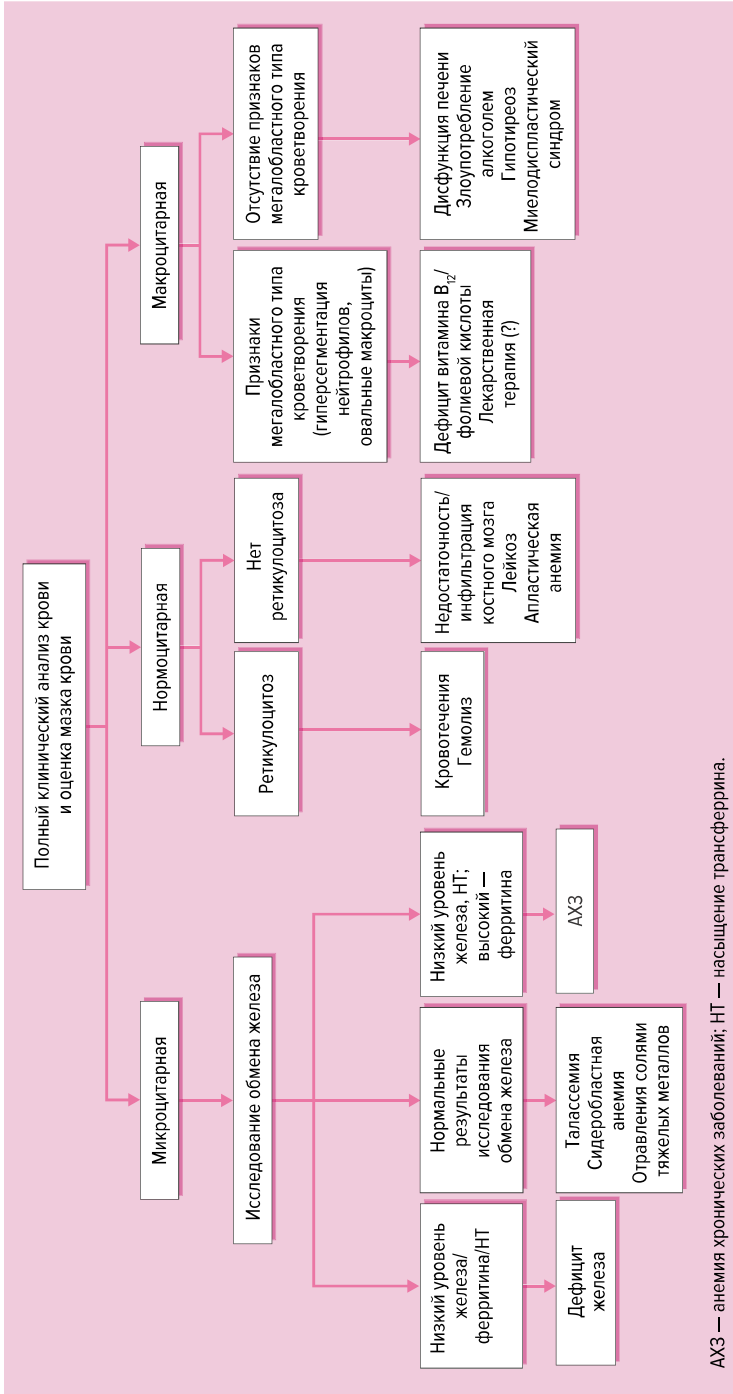 Полный клинический анализ крови
и оценка мазка крови
Микроцитарная
Нормоцитарная
Макроцитарная
Исследование обмена железа
Ретикулоцитоз
Нет
ретикулоцитоза
Признаки
мегалобластного типа
кроветворения
(гиперсегментация
нейтрофилов,
овальные макроциты)
Отсутствие признаков
мегалобластного типа
кроветворения
Низкий уровень
железа/
ферритина/НТ
Нормальные
результаты
исследования
обмена железа
Низкий уровень
железа, НТ;
высокий —
ферритина
Кровотечения
Гемолиз
Недостаточность/
инфильтрация
костного мозга
Лейкоз
Апластическая
анемия
Дефицит витамина B₁₂/
фолиевой кислоты
Лекарственная
терапия (?)
Дисфункция печени
Злоупотребление
алкоголем
Гипотиреоз
Миелодиспластический
синдром
Дефицит
железа
Талассемия
Сидеробластная
анемия
Отравления солями
тяжелых металлов
АХЗ
АХЗ — анемия хронических заболеваний; НТ — насыщение трансферрина.